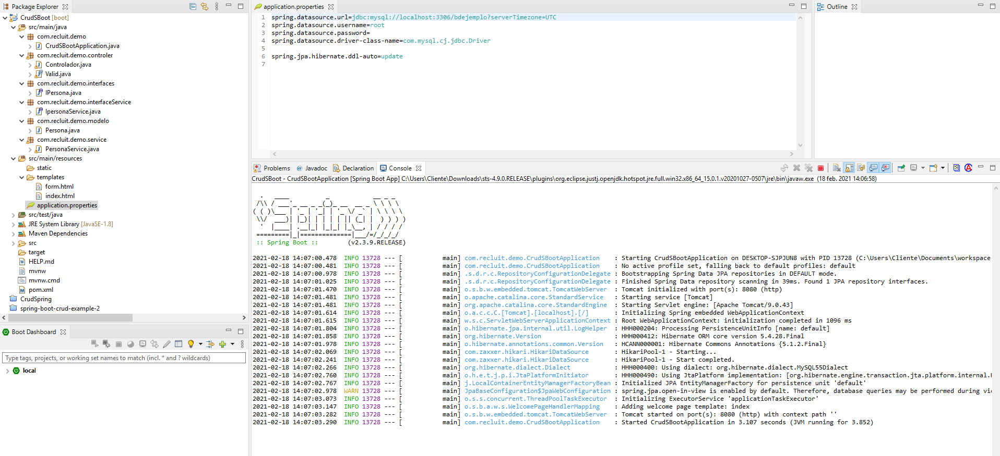 Package Explorer
CrudSBoot [boot]
src/main/java
com.recluit.demo
CrudSBootApplication.java
com.recluit.demo.controler
Controlador.java
Valid.java
com.recluit.demo.interfaces
IPersona.java
com.recluit.demo.interfaceService
IpersonaService.java
com.recluit.demo.modelo
Persona.java
com.recluit.demo.service
PersonaService.java
src/main/resources
static
templates
form.html
index.html
application.properties
src/test/java
JRE System Library [JavaSE-1.8]
Maven Dependencies
src
target
HELP.md
mvnw
mvnw.cmd
pom.xml
CrudSpring
spring-boot-crud-example-2
Boot Dashboard
Type tags, projects, or working set names to match (incl. * and ? wildcards)
local
application.properties
1 spring.datasource.url=jdbc:mysql://localhost:3306/bdejemplo?serverTimezone=UTC
2 spring.datasource.username=root
3 spring.datasource.password=
4 spring.datasource.driver-class-name=com.mysql.cj.jdbc.Driver
5
6 spring.jpa.hibernate.ddl-auto=update
7
Outline
Problems @ Javadoc Declaration Console
CrudSBoot - CrudSBootApplication [Spring Boot App] C:\Users\Cliente\Downloads\sts-4.9.0.RELEASE\plugins\org.eclipse.justj.openjdk.hotspot.jre.full.win32.x86_64_15.0.1.v20201027-0507\jre\bin\javaw.exe (18 feb. 2021 14:06:58)
  .   ____          _            __ _ _
 /\\ / ___'_ __ _ _(_)_ __  __ _ \ \ \ \
( ( )\___ | '_ | '_| | '_ \/ _` | \ \ \ \
 \\/  ___)| |_)| | | | | || (_| |  ) ) ) )
  '  |____| .__|_| |_|_| |_\__, | / / / /
 =========|_|==============|___/=/_/_/_/
 :: Spring Boot ::        (v2.3.9.RELEASE)
2021-02-18 14:07:00.478  INFO 13728 --- [           main] com.recluit.demo.CrudSBootApplication    : Starting CrudSBootApplication on DESKTOP-SJPJUN8 with PID 13728 (C:\Users\Cliente\Documents\workspace
2021-02-18 14:07:00.481  INFO 13728 --- [           main] com.recluit.demo.CrudSBootApplication    : No active profile set, falling back to default profiles: default
2021-02-18 14:07:00.978  INFO 13728 --- [           main] .s.d.r.c.RepositoryConfigurationDelegate : Bootstrapping Spring Data JPA repositories in DEFAULT mode.
2021-02-18 14:07:01.025  INFO 13728 --- [           main] .s.d.r.c.RepositoryConfigurationDelegate : Finished Spring Data repository scanning in 39ms. Found 1 JPA repository interfaces.
2021-02-18 14:07:01.470  INFO 13728 --- [           main] o.s.b.w.embedded.tomcat.TomcatWebServer  : Tomcat initialized with port(s): 8080 (http)
2021-02-18 14:07:01.481  INFO 13728 --- [           main] o.apache.catalina.core.StandardService   : Starting service [Tomcat]
2021-02-18 14:07:01.481  INFO 13728 --- [           main] org.apache.catalina.core.StandardEngine  : Starting Servlet engine: [Apache Tomcat/9.0.43]
2021-02-18 14:07:01.614  INFO 13728 --- [           main] o.a.c.c.C.[Tomcat].[localhost].[/]       : Initializing Spring embedded WebApplicationContext
2021-02-18 14:07:01.615  INFO 13728 --- [           main] w.s.c.ServletWebServerApplicationContext : Root WebApplicationContext: initialization completed in 1096 ms
2021-02-18 14:07:01.804  INFO 13728 --- [           main] o.hibernate.jpa.internal.util.LogHelper  : HHH000204: Processing PersistenceUnitInfo [name: default]
2021-02-18 14:07:01.858  INFO 13728 --- [           main] org.hibernate.Version                    : HHH000412: Hibernate ORM core version 5.4.28.Final
2021-02-18 14:07:01.978  INFO 13728 --- [           main] o.hibernate.annotations.common.Version   : HCANN000001: Hibernate Commons Annotations {5.1.2.Final}
2021-02-18 14:07:02.069  INFO 13728 --- [           main] com.zaxxer.hikari.HikariDataSource       : HikariPool-1 - Starting...
2021-02-18 14:07:02.241  INFO 13728 --- [           main] com.zaxxer.hikari.HikariDataSource       : HikariPool-1 - Start completed.
2021-02-18 14:07:02.266  INFO 13728 --- [           main] org.hibernate.dialect.Dialect            : HHH000400: Using dialect: org.hibernate.dialect.MySQL55Dialect
2021-02-18 14:07:02.760  INFO 13728 --- [           main] o.h.e.t.j.p.i.JtaPlatformInitiator       : HHH000490: Using JtaPlatform implementation: [org.hibernate.engine.transaction.jta.platform.internal.
2021-02-18 14:07:02.767  INFO 13728 --- [           main] j.LocalContainerEntityManagerFactoryBean : Initialized JPA EntityManagerFactory for persistence unit 'default'
2021-02-18 14:07:02.978  WARN 13728 --- [           main] JpaBaseConfiguration$JpaWebConfiguration : spring.jpa.open-in-view is enabled by default. Therefore, database queries may be performed during vi
2021-02-18 14:07:03.073  INFO 13728 --- [           main] o.s.s.concurrent.ThreadPoolTaskExecutor  : Initializing ExecutorService 'applicationTaskExecutor'
2021-02-18 14:07:03.147  INFO 13728 --- [           main] o.s.b.a.w.s.WelcomePageHandlerMapping    : Adding welcome page template: index
2021-02-18 14:07:03.282  INFO 13728 --- [           main] o.s.b.w.embedded.tomcat.TomcatWebServer  : Tomcat started on port(s): 8080 (http) with context path ''
2021-02-18 14:07:03.290  INFO 13728 --- [           main] com.recluit.demo.CrudSBootApplication    : Started CrudSBootApplication in 3.107 seconds (JVM running for 3.852)